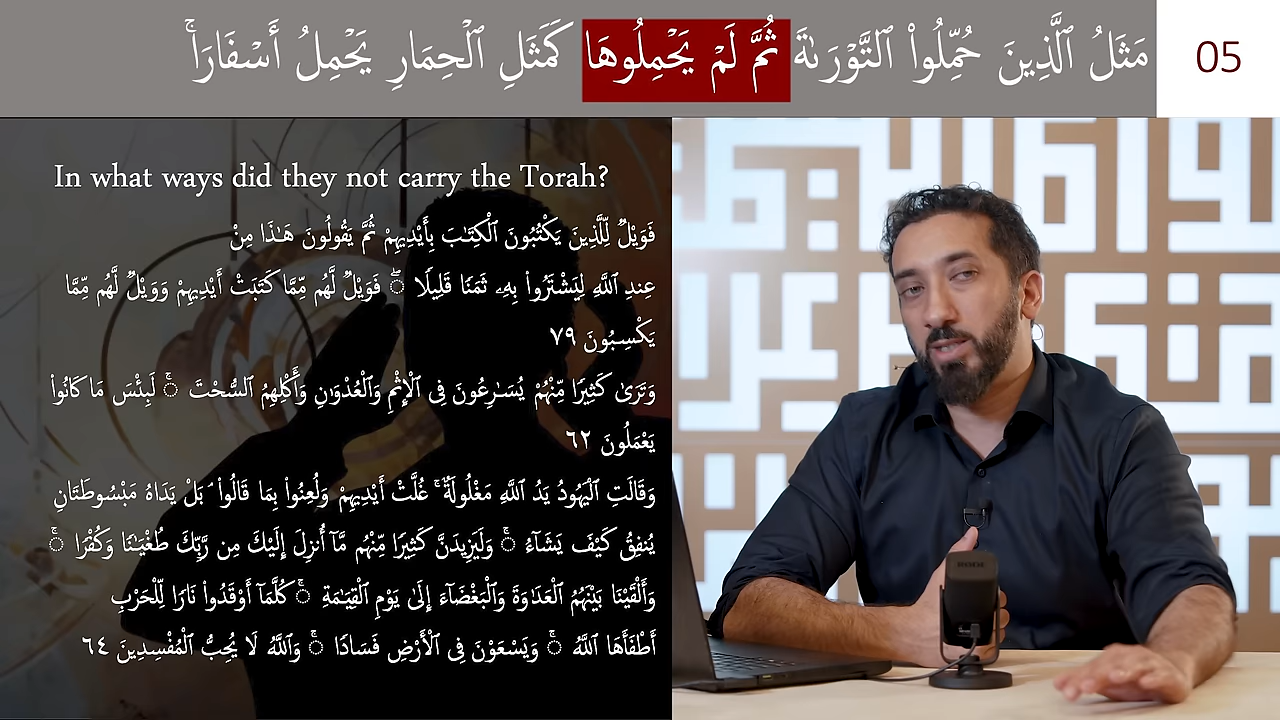 مَثَلُ ٱلَّذِينَ حُمِّلُوا۟ ٱلتَّوْرَىٰةَ ثُمَّ لَمْ يَحْمِلُوهَا كَمَثَلِ ٱلْحِمَارِ يَحْمِلُ أَسْفَارًۢا ۚ
05
In what ways did they not carry the Torah?
فَوَيْلٌ لِّلَّذِينَ يَكْتُبُونَ ٱلْكِتَـٰبَ بِأَيْدِيهِمْ ثُمَّ يَقُولُونَ هَـٰذَا مِنْ
عِندِ ٱللَّهِ لِيَشْتَرُوا۟ بِهِۦ ثَمَنًا قَلِيلًا ۖ فَوَيْلٌ لَّهُم مِّمَّا كَتَبَتْ أَيْدِيهِمْ وَوَيْلٌ لَّهُم مِّمَّا
يَكْسِبُونَ ٧٩
وَتَرَىٰ كَثِيرًا مِّنْهُمْ يُسَـٰرِعُونَ فِى ٱلْإِثْمِ وَٱلْعُدْوَٰنِ وَأَكْلِهِمُ ٱلسُّحْتَ ۚ لَبِئْسَ مَا كَانُوا۟
يَعْمَلُونَ ٦٢
وَقَالَتِ ٱلْيَهُودُ يَدُ ٱللَّهِ مَغْلُولَةٌ ۚ غُلَّتْ أَيْدِيهِمْ وَلُعِنُوا۟ بِمَا قَالُوا۟ ۘ بَلْ يَدَاهُ مَبْسُوطَتَانِ
يُنفِقُ كَيْفَ يَشَآءُ ۚ وَلَيَزِيدَنَّ كَثِيرًا مِّنْهُم مَّآ أُنزِلَ إِلَيْكَ مِن رَّبِّكَ طُغْيَـٰنًا وَكُفْرًا ۚ
وَأَلْقَيْنَا بَيْنَهُمُ ٱلْعَدَٰوَةَ وَٱلْبَغْضَآءَ إِلَىٰ يَوْمِ ٱلْقِيَـٰمَةِ ۚ كُلَّمَآ أَوْقَدُوا۟ نَارًا لِّلْحَرْبِ
أَطْفَأَهَا ٱللَّهُ ۚ وَيَسْعَوْنَ فِى ٱلْأَرْضِ فَسَادًا ۚ وَٱللَّهُ لَا يُحِبُّ ٱلْمُفْسِدِينَ ٦٤
RODE